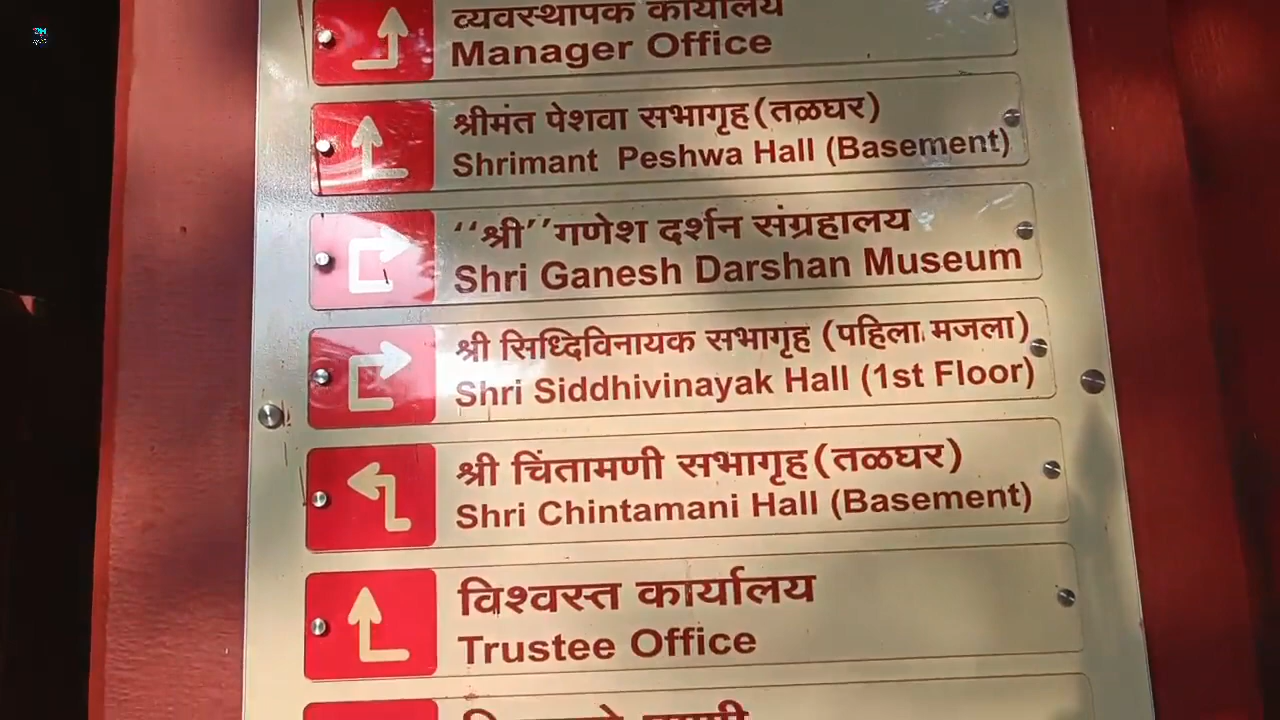 व्यवस्थापक कार्यालय
Manager Office
श्रीमंत पेशवा सभागृह (तळघर)
Shrimant Peshwa Hall (Basement)
“श्री” गणेश दर्शन संग्रहालय
Shri Ganesh Darshan Museum
श्री सिध्दिविनायक सभागृह (पहिला मजला)
Shri Siddhivinayak Hall (1st Floor)
श्री चिंतामणी सभागृह (तळघर)
Shri Chintamani Hall (Basement)
विश्वस्त कार्यालय
Trustee Office